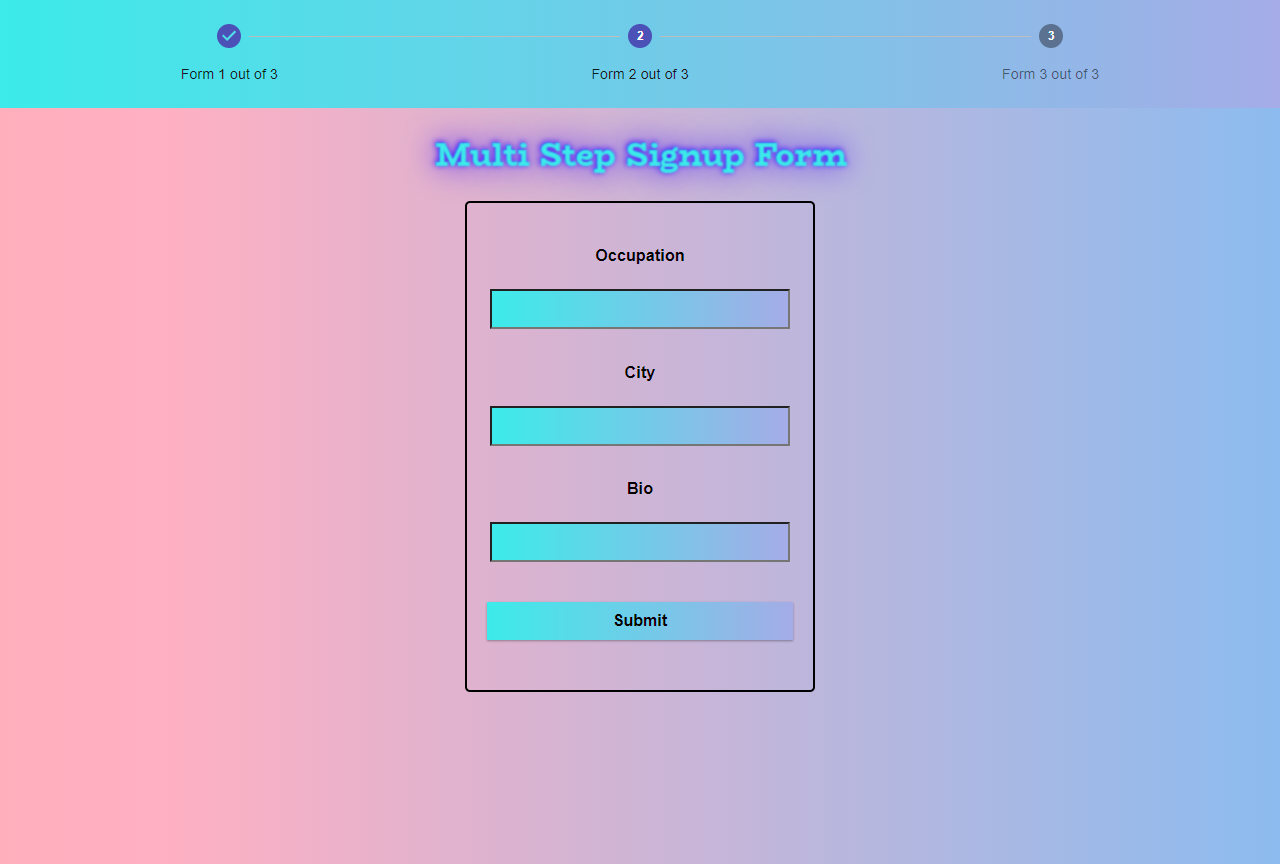 2
3
Form 1 out of 3
Form 2 out of 3
Form 3 out of 3
Multi Step Signup Form
Occupation
City
Bio
Submit